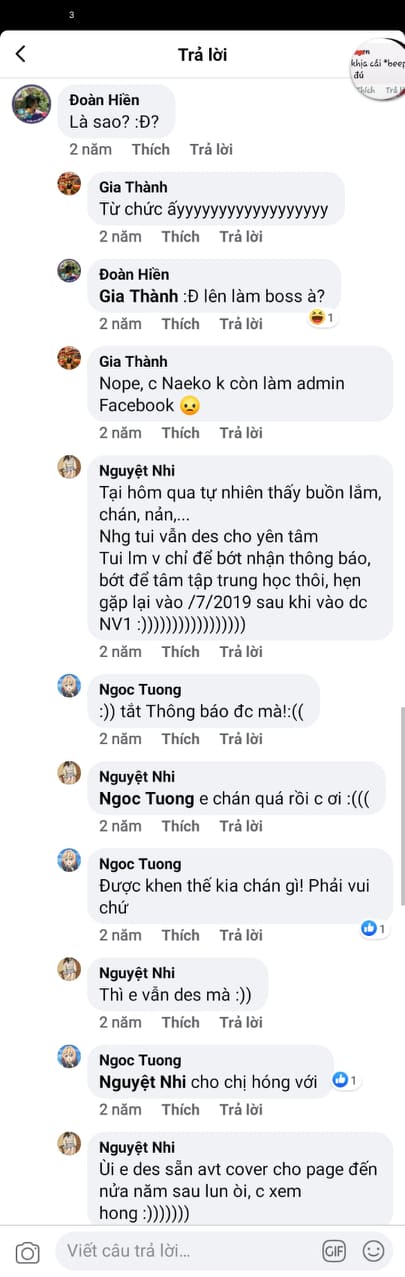 3
Trả lời
khịa cái *beep
đú
Thích Trả l
Đoàn Hiền
Là sao? :Đ?
2 năm Thích Trả lời
Gia Thành
Từ chức ấyyyyyyyyyyyyyyyyyyy
2 năm Thích Trả lời
Đoàn Hiền
Gia Thành :Đ lên làm boss à?
2 năm Thích Trả lời 1
Gia Thành
Nope, c Naeko k còn làm admin
Facebook 😟
2 năm Thích Trả lời
Nguyệt Nhi
Tại hôm qua tự nhiên thấy buồn lắm,
chán, nản,...
Nhg tui vẫn des cho yên tâm
Tui lm v chỉ để bớt nhận thông báo,
bớt để tâm tập trung học thôi, hẹn
gặp lại vào /7/2019 sau khi vào dc
NV1 :)))))))))))))))))
2 năm Thích Trả lời
Ngoc Tuong
:)) tắt Thông báo đc mà!:((
2 năm Thích Trả lời
Nguyệt Nhi
Ngoc Tuong e chán quá rồi c ơi :(((
2 năm Thích Trả lời
Ngoc Tuong
Được khen thế kia chán gì! Phải vui
chứ
2 năm Thích Trả lời 1
Nguyệt Nhi
Thì e vẫn des mà :))
2 năm Thích Trả lời
Ngoc Tuong
Nguyệt Nhi cho chị hóng với 1
2 năm Thích Trả lời
Nguyệt Nhi
Ùi e des sẵn avt cover cho page đến
nửa năm sau lun òi, c xem
hong :)))))))
Viết câu trả lời... GIF